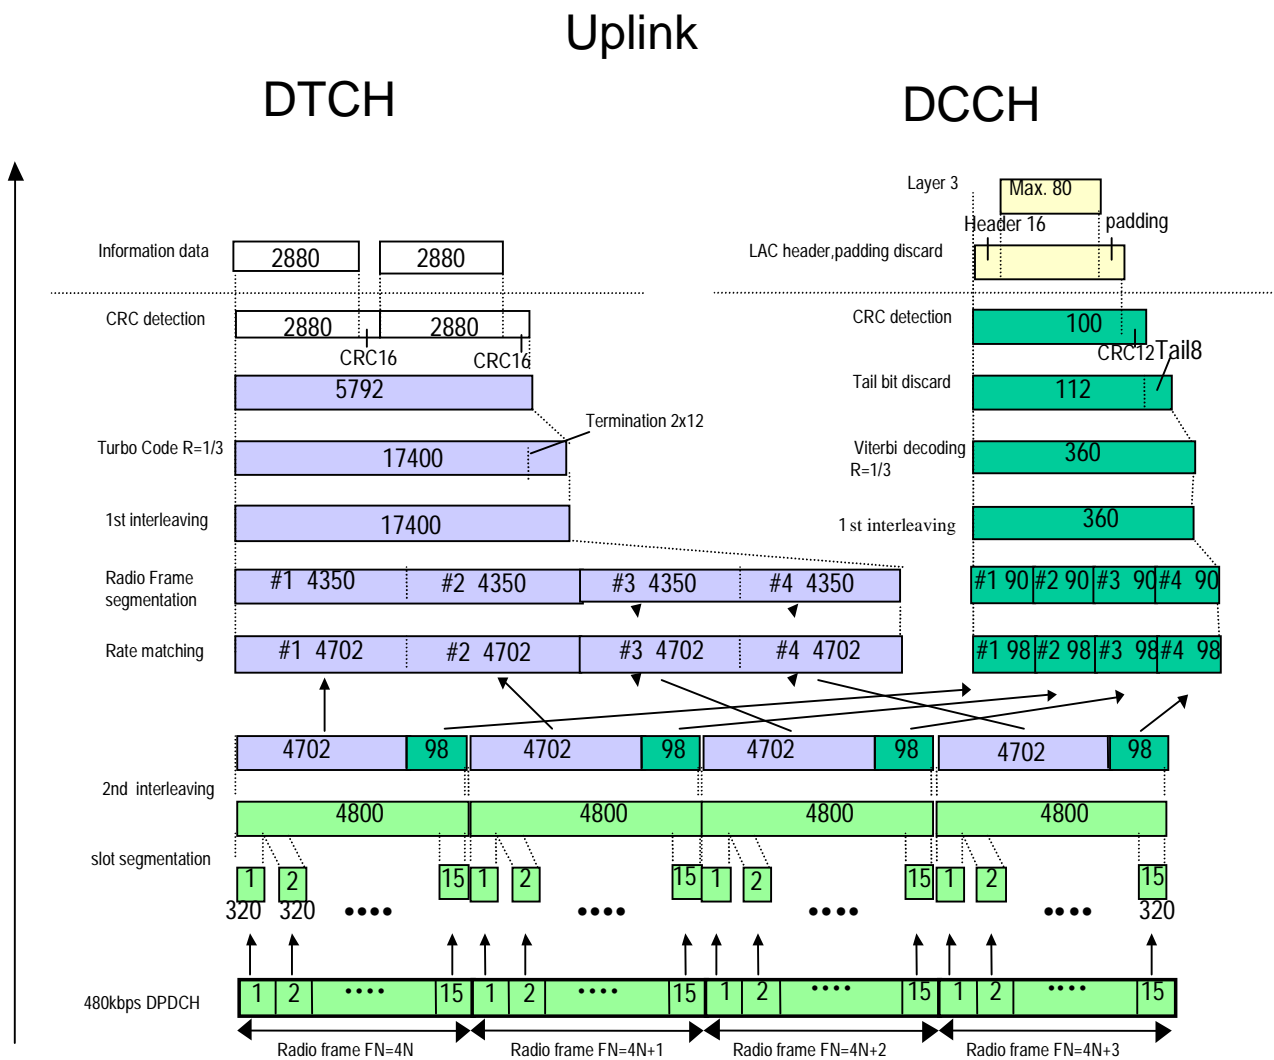 Uplink
DTCH
DCCH
Layer 3
Max. 80
Header 16
padding
Information data
2880
2880
LAC header,padding discard
CRC detection
2880
2880
CRC16
CRC16
CRC detection
100
CRC12
Tail8
5792
Tail bit discard
112
Termination 2x12
Turbo Code R=1/3
17400
Viterbi decoding
R=1/3
360
1st interleaving
17400
1st interleaving
360
Radio Frame
segmentation
#1 4350
#2 4350
#3 4350
#4 4350
#1 90
#2 90
#3 90
#4 90
Rate matching
#1 4702
#2 4702
#3 4702
#4 4702
#1 98
#2 98
#3 98
#4 98
4702
98
4702
98
4702
98
4702
98
2nd interleaving
4800
4800
4800
4800
slot segmentation
1
2
15
1
2
15
1
2
15
1
2
15
320
320
••••
••••
••••
••••
320
480kbps DPDCH
1
2
••••
15
1
2
••••
15
1
2
••••
15
1
2
••••
15
Radio frame FN=4N
Radio frame FN=4N+1
Radio frame FN=4N+2
Radio frame FN=4N+3